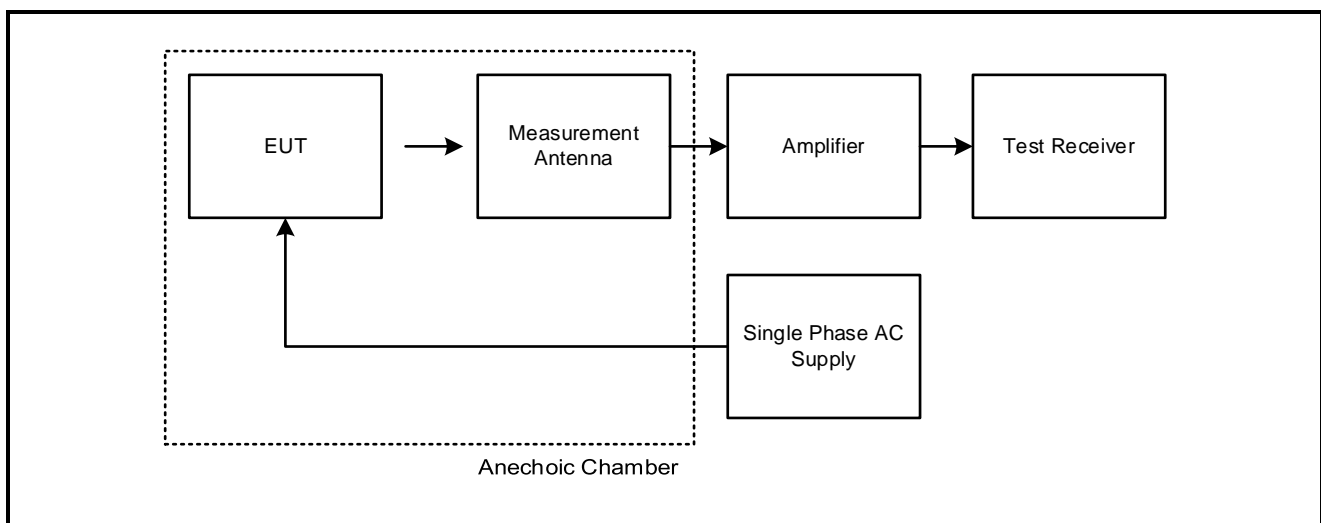 EUT
Measurement
Antenna
Amplifier
Test Receiver
Single Phase AC
Supply
Anechoic Chamber